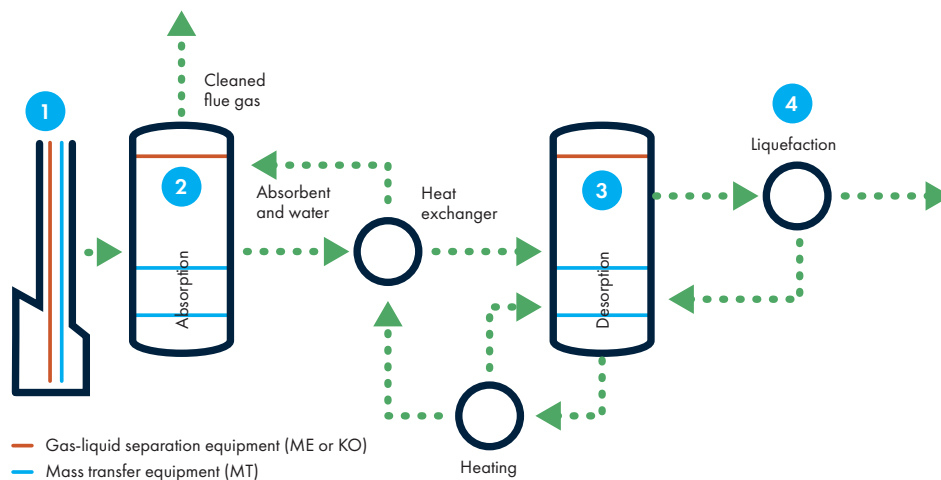 Cleaned
flue gas
1
4
Liquefaction
2
3
Absorbent
and water
Heat
exchanger
Absorption
Desorption
Heating
Gas-liquid separation equipment (ME or KO)
Mass transfer equipment (MT)